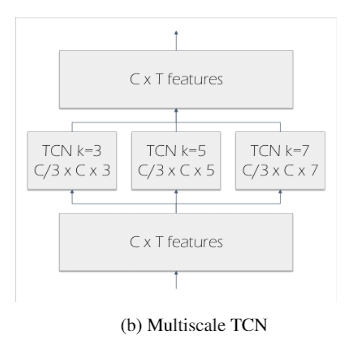 C x T features
TCN k=3
C/3 x C x 3
TCN k=5
C/3 x C x 5
TCN k=7
C/3 x C x 7
C x T features
(b) Multiscale TCN